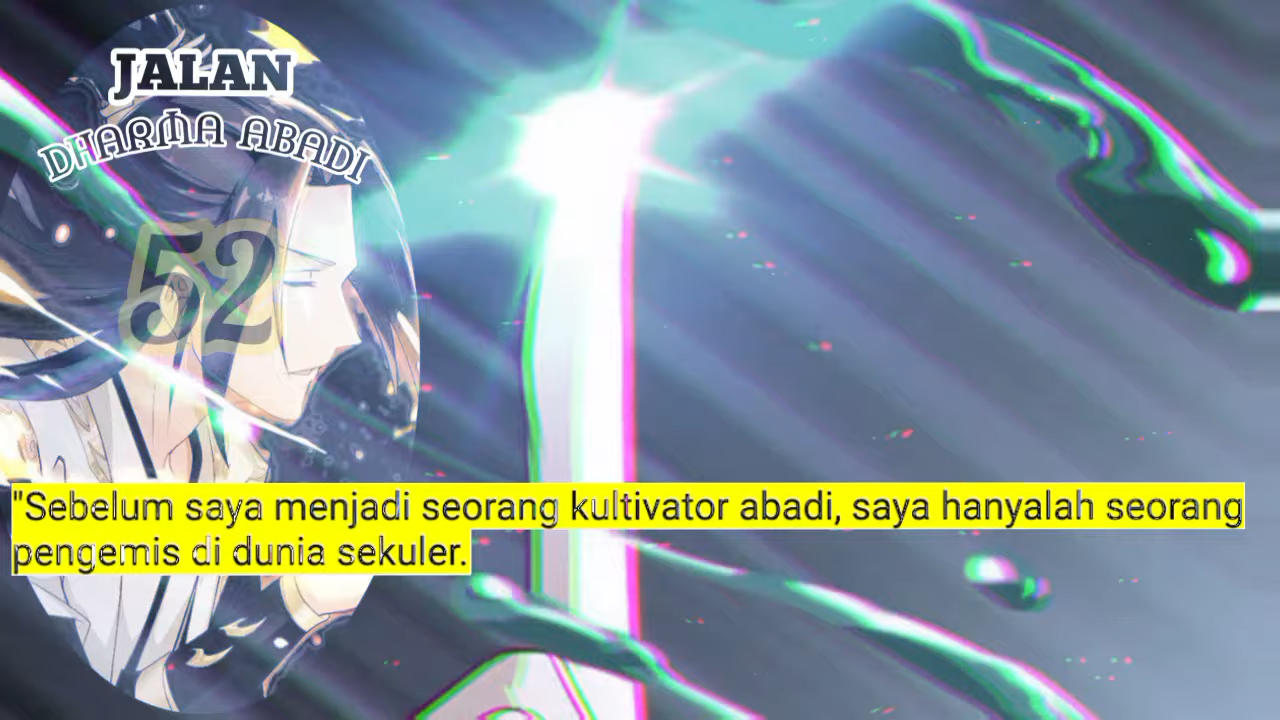 JALAN
DHARMA ABADI
52
"Sebelum saya menjadi seorang kultivator abadi, saya hanyalah seorang
pengemis di dunia sekuler.